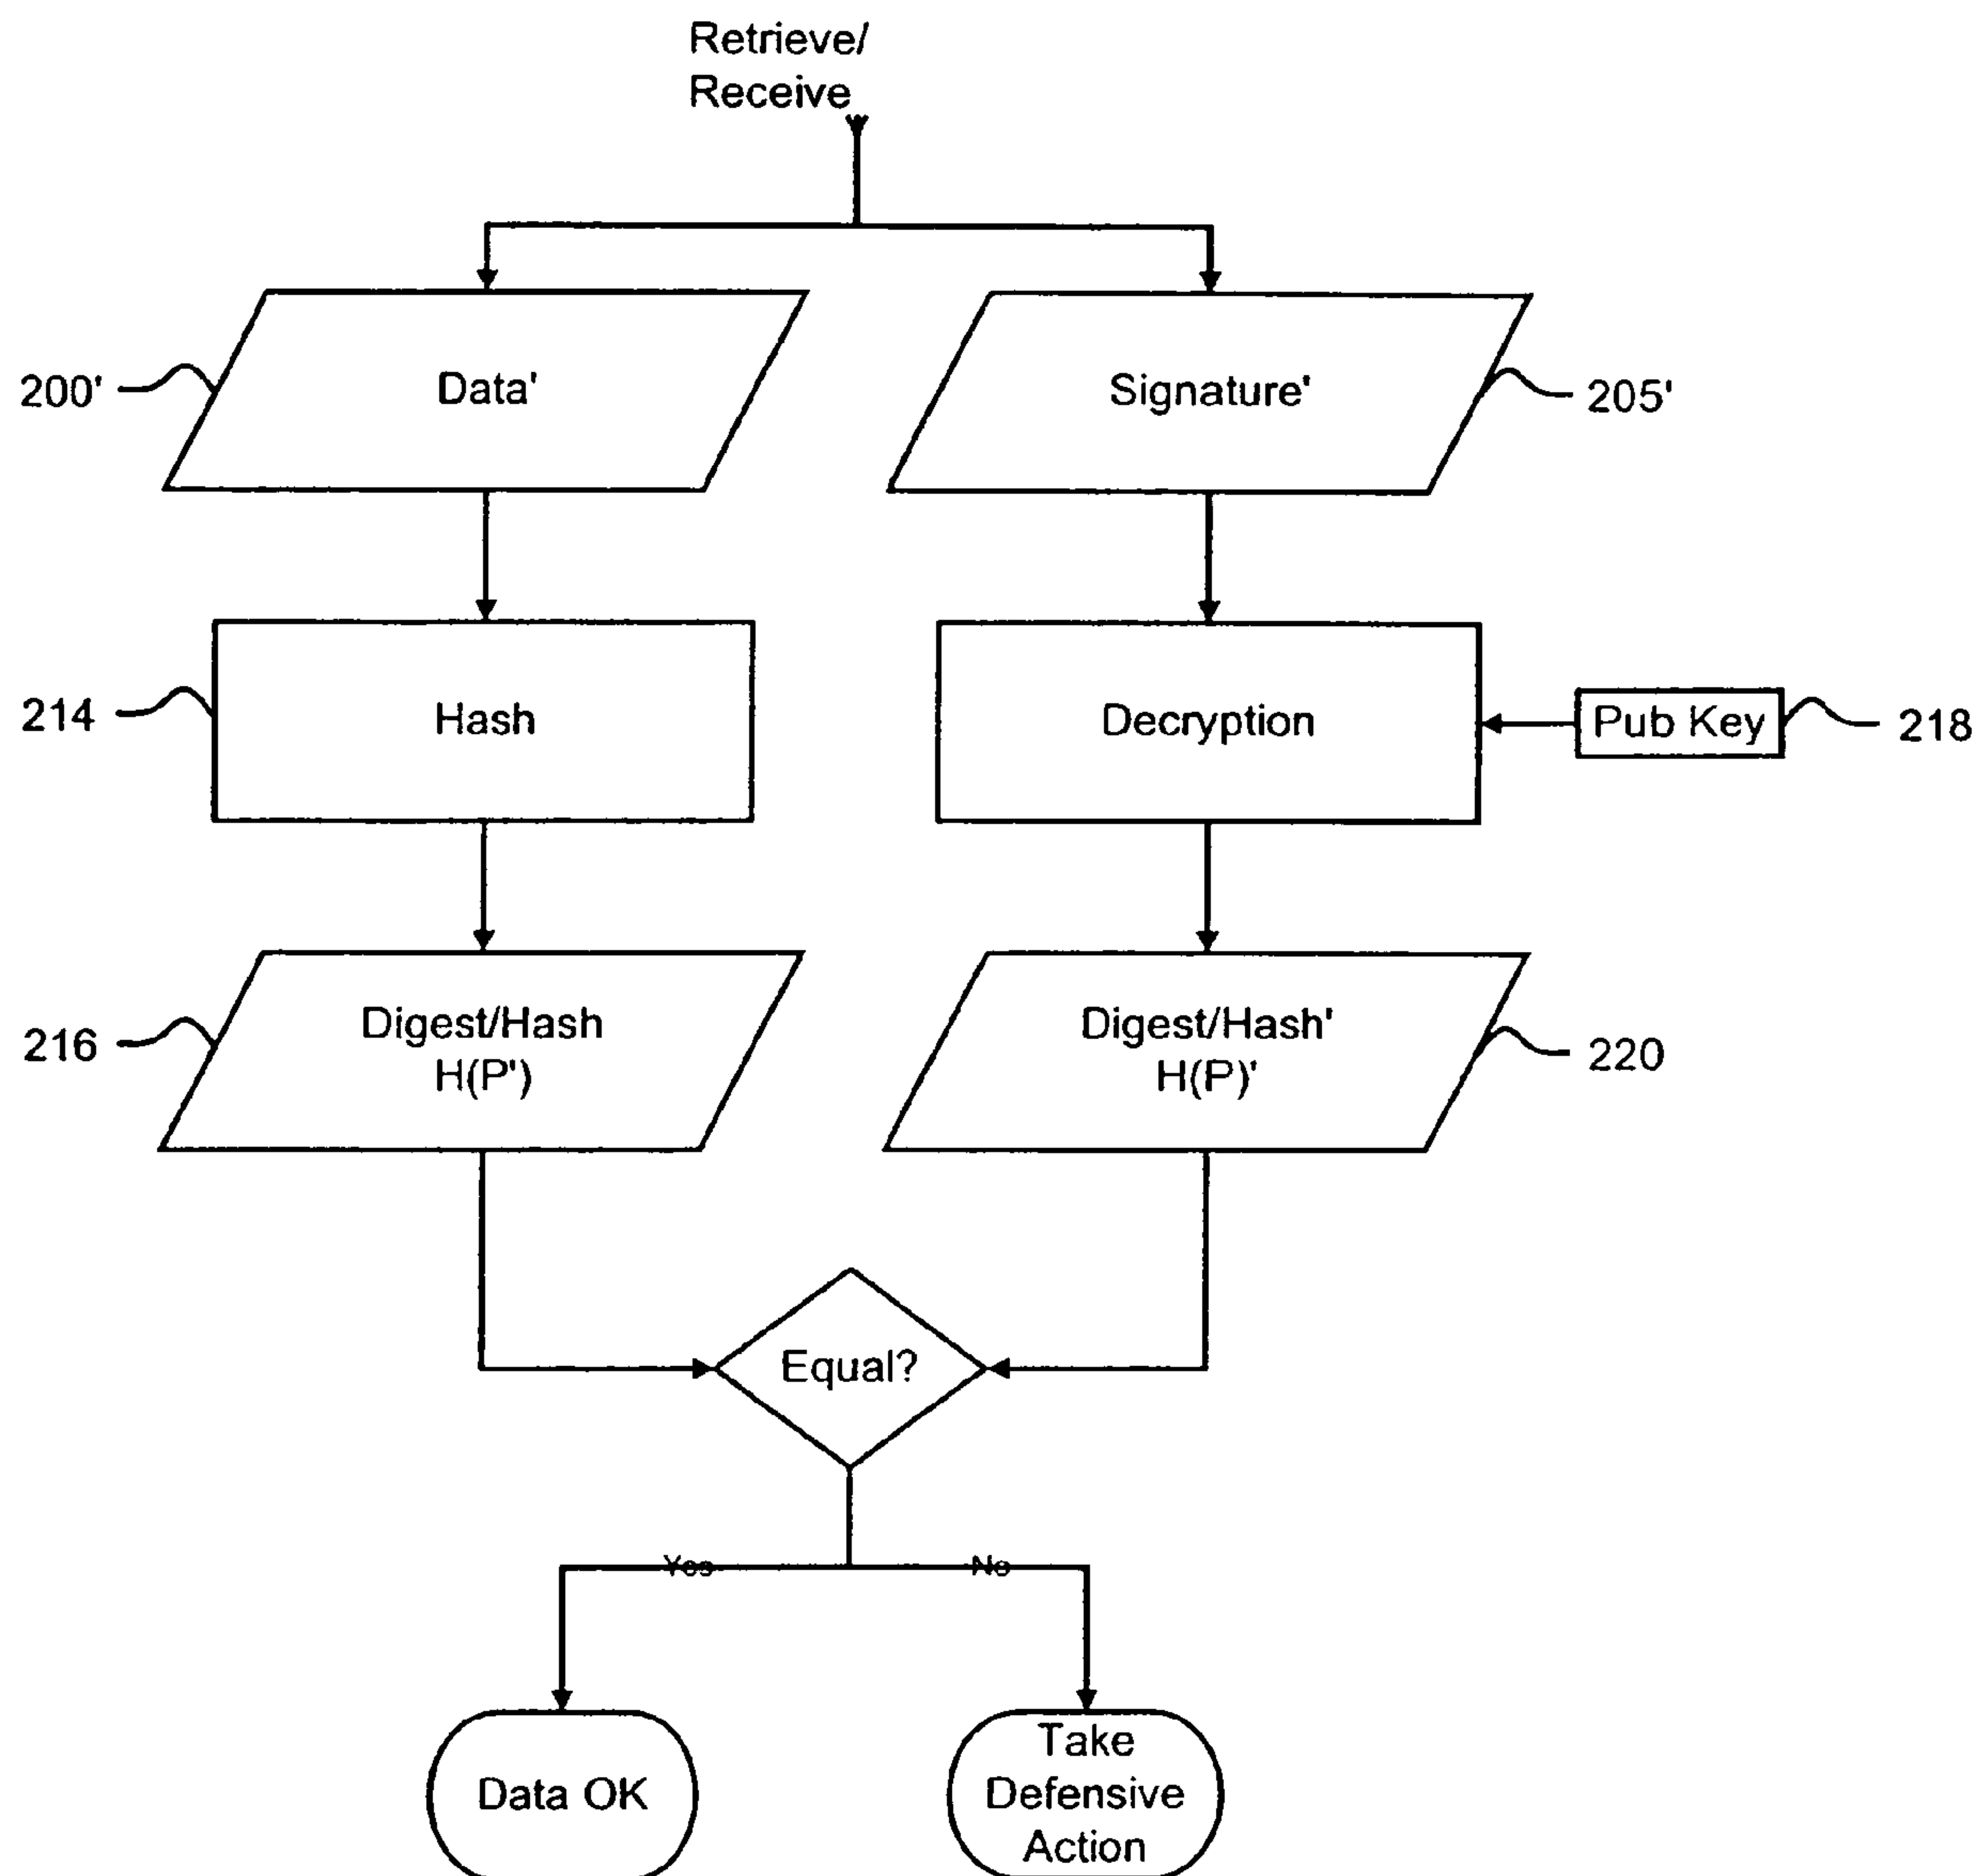 Retrieve/
Receive
200'
Data'
Signature'
205'
214
Hash
Decryption
Pub Key
218
216
Digest/Hash
H(P')
Digest/Hash'
H(P)'
220
Equal?
Yes
No
Data OK
Take
Defensive
Action